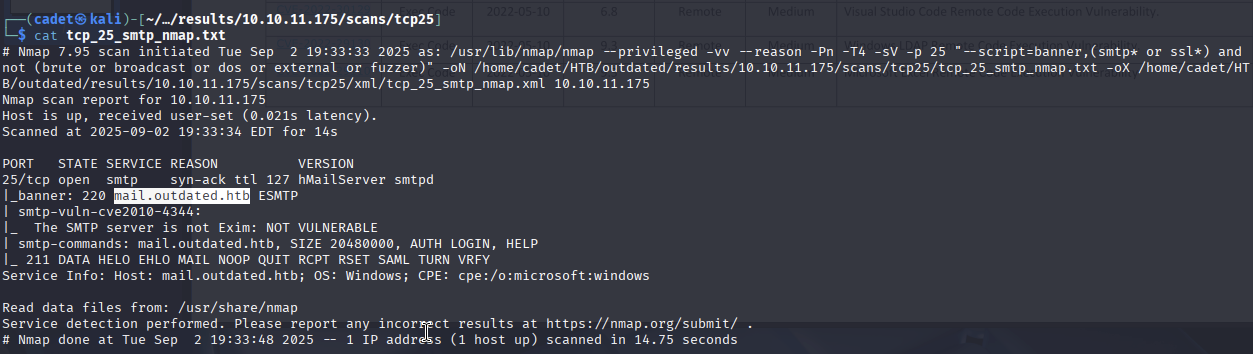 Exec Code 2022-05-10 6.8 Remote Medium Visual Studio Code Remote Code Execution Vulnerability.
┌──(cadet㉿kali)-[~/…/results/10.10.11.175/scans/tcp25]
└─$ cat tcp_25_smtp_nmap.txt
# Nmap 7.95 scan initiated Tue Sep  2 19:33:33 2025 as: /usr/lib/nmap/nmap --privileged -vv --reason -Pn -T4 -sV -p 25 "--script=banner,(smtp* or ssl*) and
not (brute or broadcast or dos or external or fuzzer)" -oN /home/cadet/HTB/outdated/results/10.10.11.175/scans/tcp25/tcp_25_smtp_nmap.txt -oX /home/cadet/HT
B/outdated/results/10.10.11.175/scans/tcp25/xml/tcp_25_smtp_nmap.xml 10.10.11.175
Nmap scan report for 10.10.11.175
Host is up, received user-set (0.021s latency).
Scanned at 2025-09-02 19:33:34 EDT for 14s
PORT   STATE SERVICE REASON          VERSION
25/tcp open  smtp    syn-ack ttl 127 hMailServer smtpd
|_banner: 220 mail.outdated.htb ESMTP
| smtp-vuln-cve2010-4344:
|_  The SMTP server is not Exim: NOT VULNERABLE
| smtp-commands: mail.outdated.htb, SIZE 20480000, AUTH LOGIN, HELP
|_ 211 DATA HELO EHLO MAIL NOOP QUIT RCPT RSET SAML TURN VRFY
Service Info: Host: mail.outdated.htb; OS: Windows; CPE: cpe:/o:microsoft:windows
Read data files from: /usr/share/nmap
Service detection performed. Please report any incorrect results at https://nmap.org/submit/ .
# Nmap done at Tue Sep  2 19:33:48 2025 -- 1 IP address (1 host up) scanned in 14.75 seconds